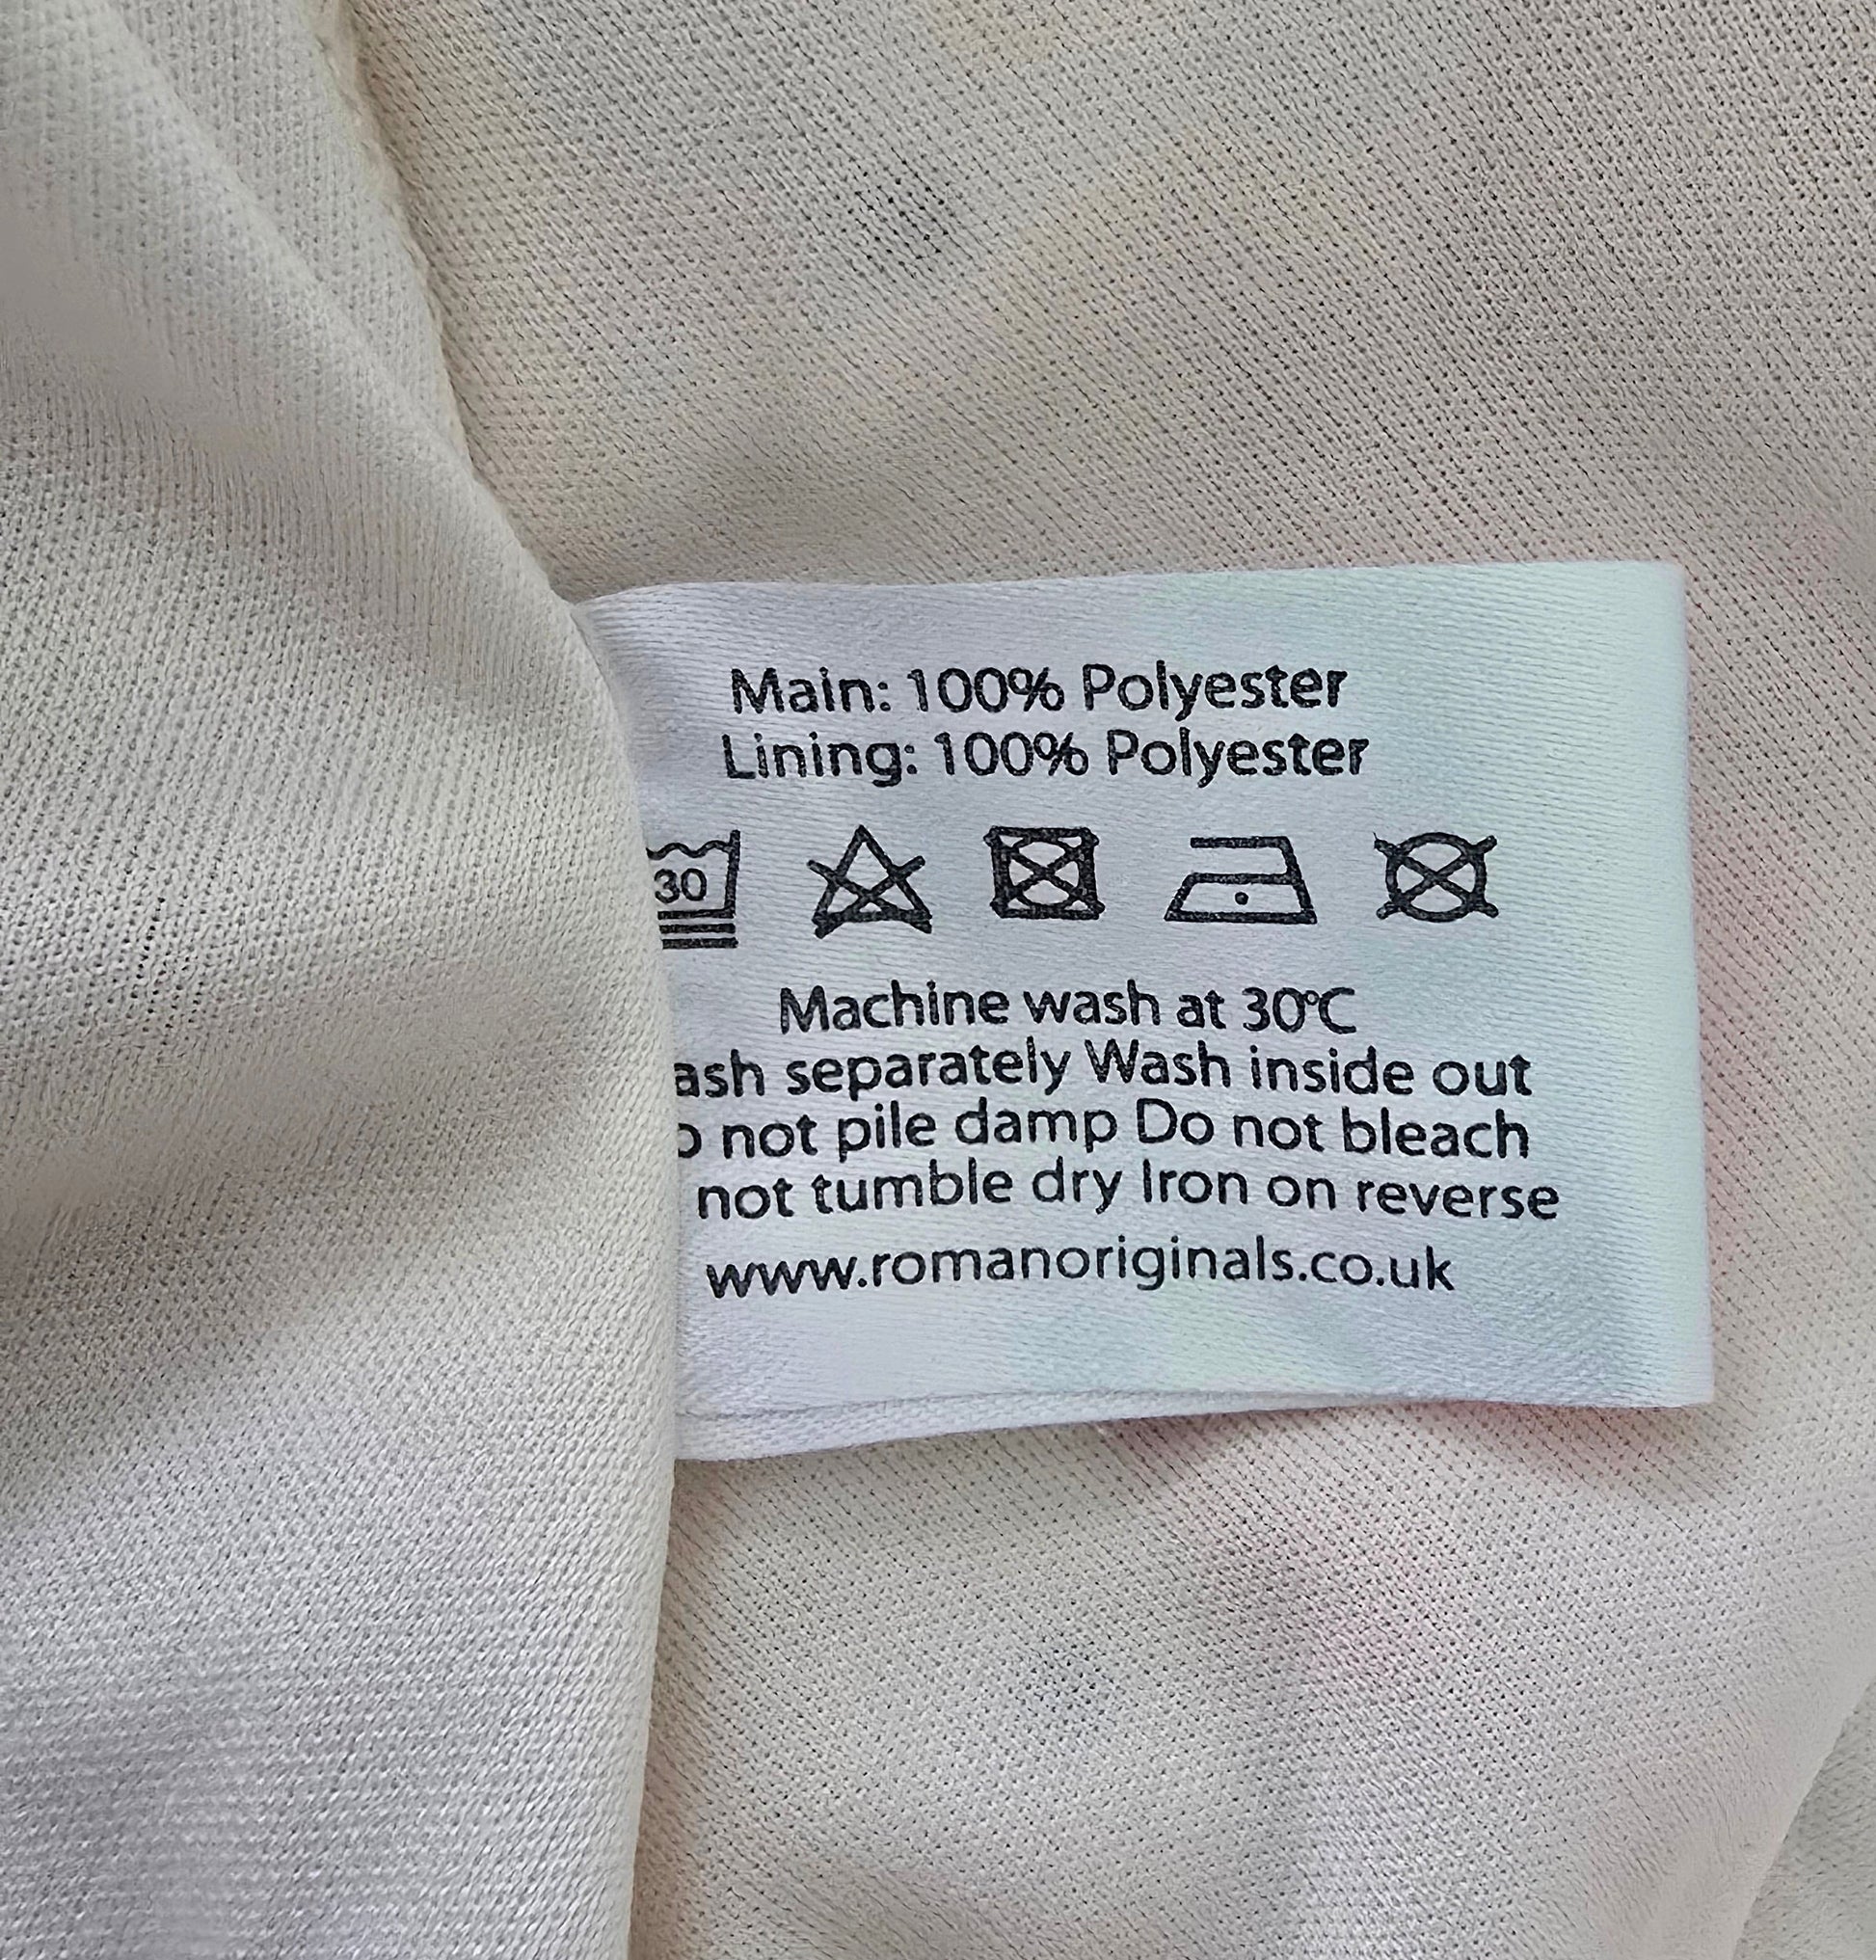 Main: 100% Polyester
Lining: 100% Polyester
30
Machine wash at 30°C
ash separately Wash inside out
o not pile damp Do not bleach
not tumble dry Iron on reverse
www.romanoriginals.co.uk